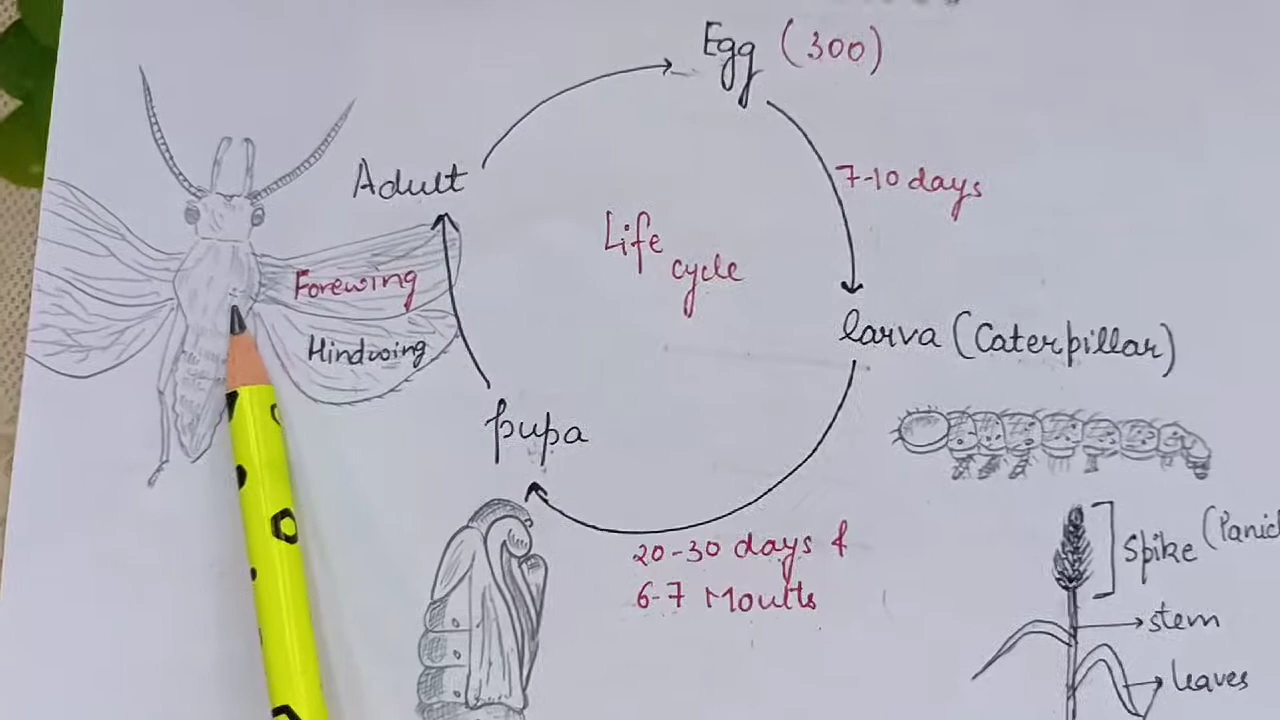 Egg (300)
7-10 days
Adult
Life
cycle
Forewing
Hindwing
larva (Caterpillar)
pupa
20-30 days &
6-7 Moults
Spike (Panic
stem
leaves